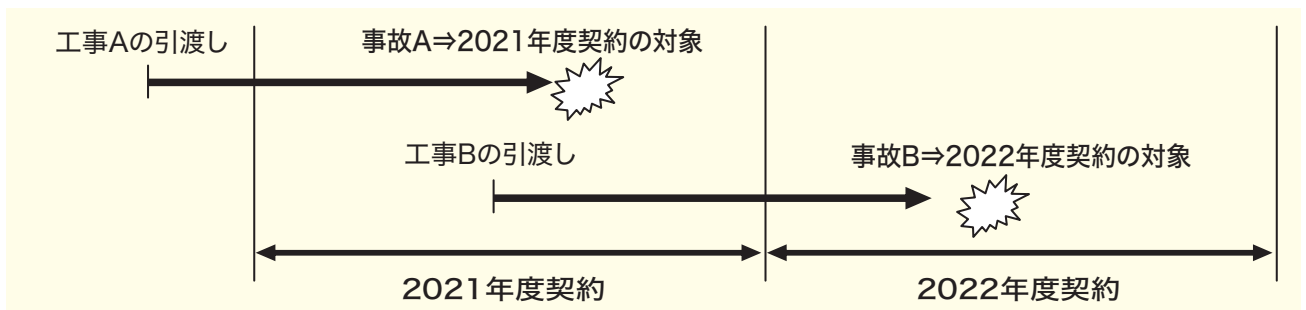 工事Aの引渡し
事故A⇒2021年度契約の対象
工事Bの引渡し
事故B⇒2022年度契約の対象
2021年度契約
2022年度契約